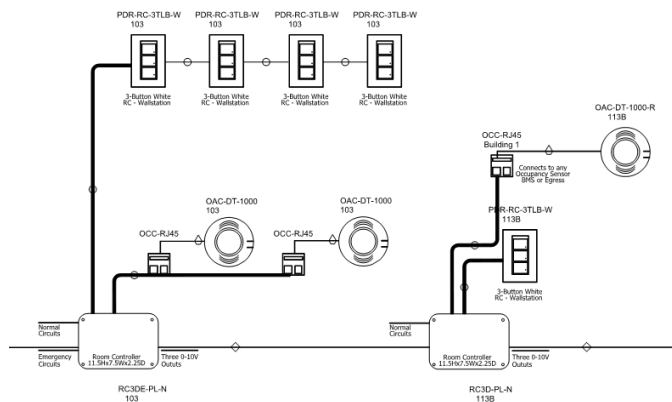 PDR-RC-3TLB-W
103
PDR-RC-3TLB-W
103
PDR-RC-3TLB-W
103
PDR-RC-3TLB-W
103
3-Button White
RC - Wallstation
3-Button White
RC - Wallstation
3-Button White
RC - Wallstation
3-Button White
RC - Wallstation
OAC-DT-1000-R
113B
OCC-RJ45
Building 1
Connects to any
Occupancy Sensor
BMS or Egress
OAC-DT-1000
103
OAC-DT-1000
103
PDR-RC-3TLB-W
113B
OCC-RJ45
OCC-RJ45
3-Button White
RC - Wallstation
Normal
Circuits
Emergency
Circuits
Room Controller
11.5Hx7.5Wx2.25D
Three 0-10V
Oututs
RC3DE-PL-N
103
Normal
Circuits
Room Controller
11.5Hx7.5Wx2.25D
Three 0-10V
Oututs
RC3D-PL-N
113B